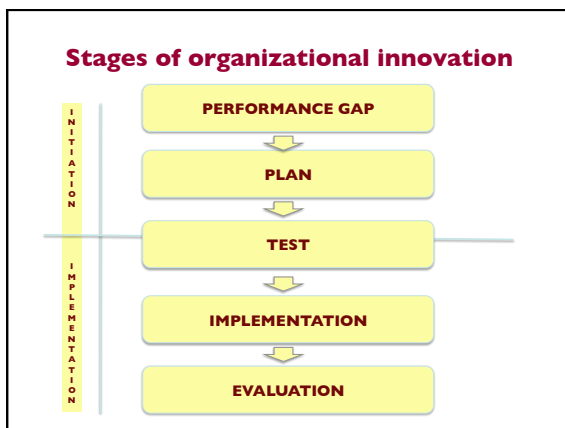 Stages of organizational innovation
INITIATION
IMPLEMENTATION
PERFORMANCE GAP
PLAN
TEST
IMPLEMENTATION
EVALUATION